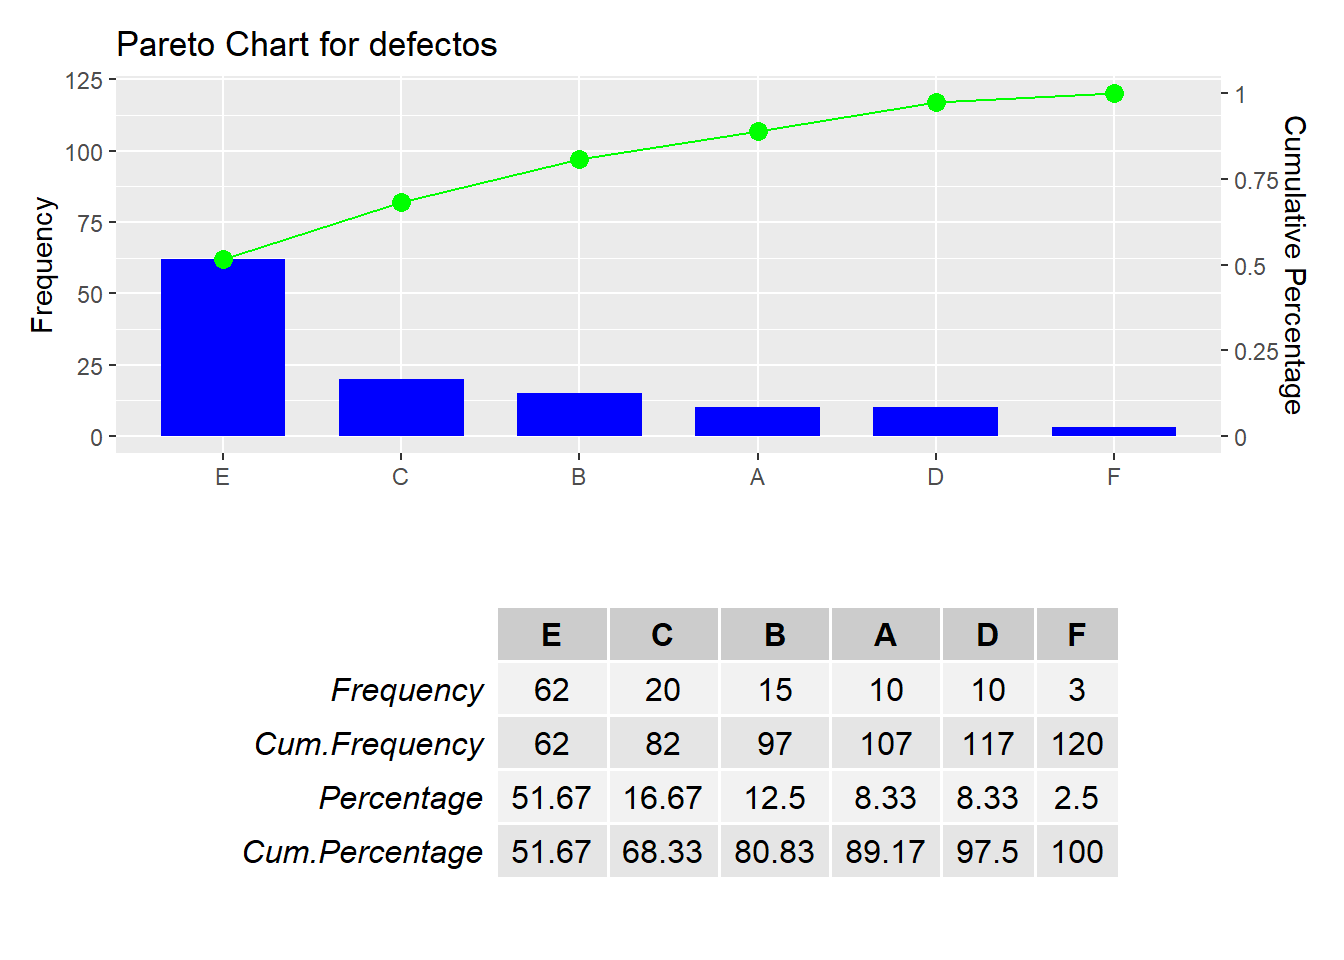 Pareto Chart for defectos
125
100
75
50
25
0
Frequency
1
0.75
0.5
0.25
0
Cumulative Percentage
E C B A D F
E C B A D F
Frequency 62 20 15 10 10 3
Cum.Frequency 62 82 97 107 117 120
Percentage 51.67 16.67 12.5 8.33 8.33 2.5
Cum.Percentage 51.67 68.33 80.83 89.17 97.5 100